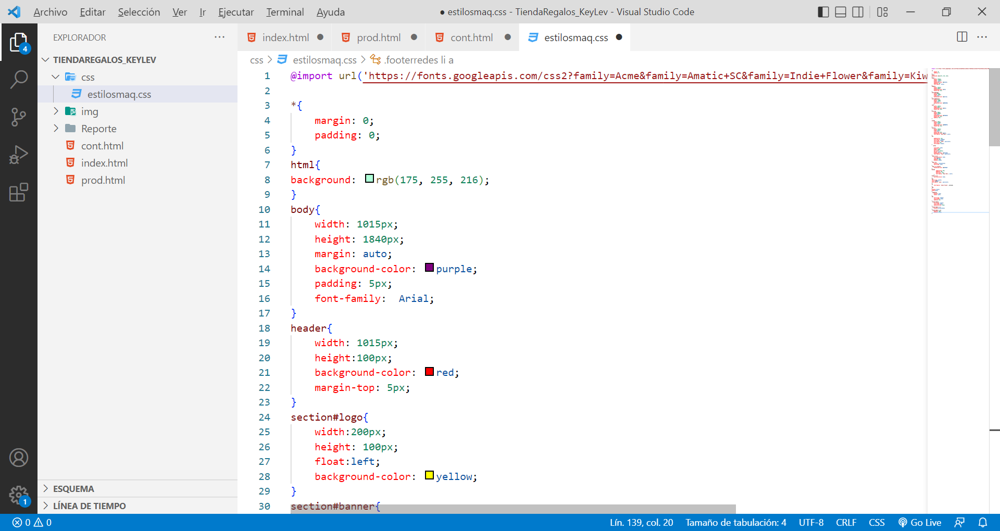 Archivo Editar Selección Ver Ir Ejecutar Terminal Ayuda ● estilosmaq.css - TiendaRegalos_KeyLev - Visual Studio Code
EXPLORADOR ··· index.html prod.html cont.html estilosmaq.css ···
4
TIENDAREGALOS_KEYLEV
css
estilosmaq.css
img
Reporte
cont.html
index.html
prod.html
ESQUEMA
1
LÍNEA DE TIEMPO
css > estilosmaq.css > .footerredes li a
1 @import url('https://fonts.googleapis.com/css2?family=Acme&family=Amatic+SC&family=Indie+Flower&family=Kiw
2
3 *{
4 margin: 0;
5 padding: 0;
6 }
7 html{
8 background: rgb(175, 255, 216);
9 }
10 body{
11 width: 1015px;
12 height: 1840px;
13 margin: auto;
14 background-color: purple;
15 padding: 5px;
16 font-family:  Arial;
17 }
18 header{
19 width: 1015px;
20 height:100px;
21 background-color: red;
22 margin-top: 5px;
23 }
24 section#logo{
25 width:200px;
26 height: 100px;
27 float:left;
28 background-color: yellow;
29 }
30 section#banner{
0 0 Lín. 139, col. 20 Tamaño de tabulación: 4 UTF-8 CRLF CSS Go Live